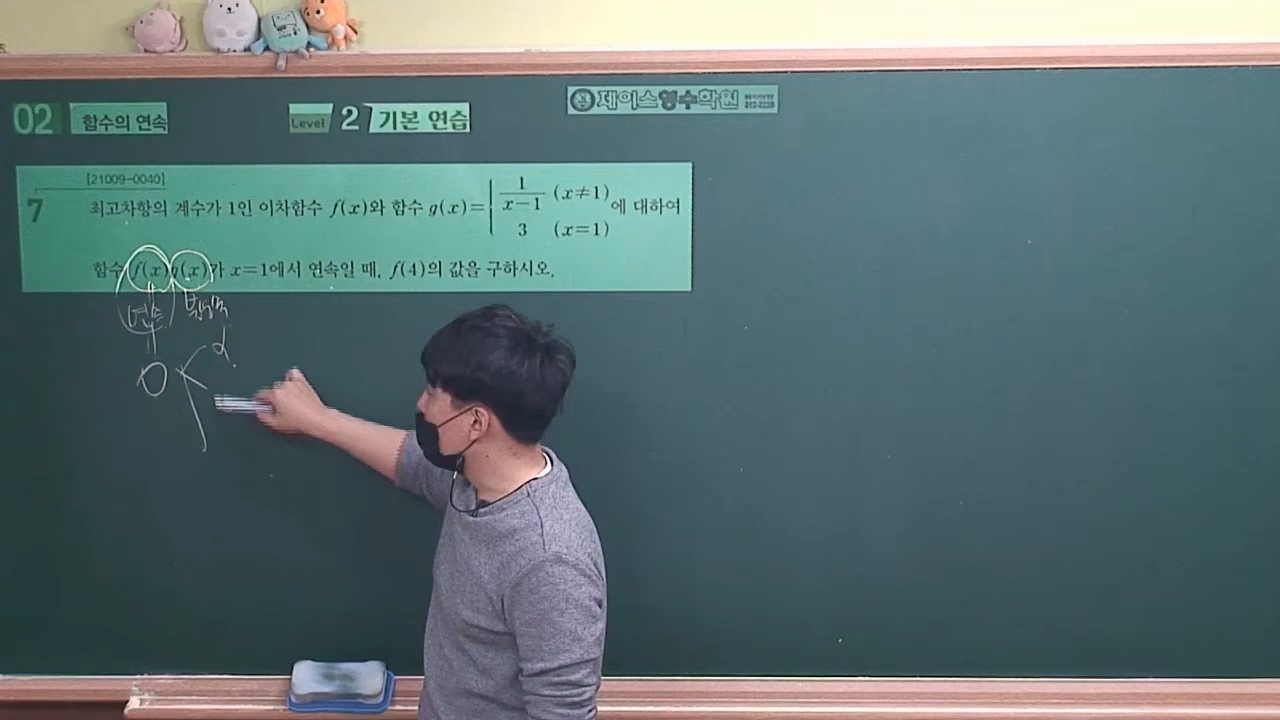 02 함수의 연속
Level 2 기본 연습
제이스영수학원
[21009-0040]
7 최고차항의 계수가 1인 이차함수 f(x)와 함수 g(x)={ 1/(x-1) (x≠1)
3 (x=1) 에 대하여
함수 f(x)g(x)가 x=1에서 연속일 때, f(4)의 값을 구하시오.
연속
0
α